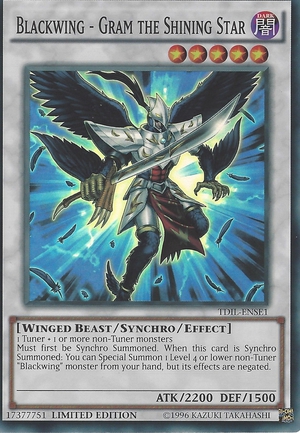 BLACKWING - GRAM THE SHINING STAR
DARK
闇
TDIL-ENSE1
[WINGED BEAST/SYNCHRO/EFFECT]
1 Tuner + 1 or more non-Tuner monsters
Must first be Synchro Summoned. When this card is Synchro
Summoned: You can Special Summon 1 Level 4 or lower non-Tuner
"Blackwing" monster from your hand, but its effects are negated.
ATK/2200 DEF/1500
17377751 LIMITED EDITION ©1996 KAZUKI TAKAHASHI